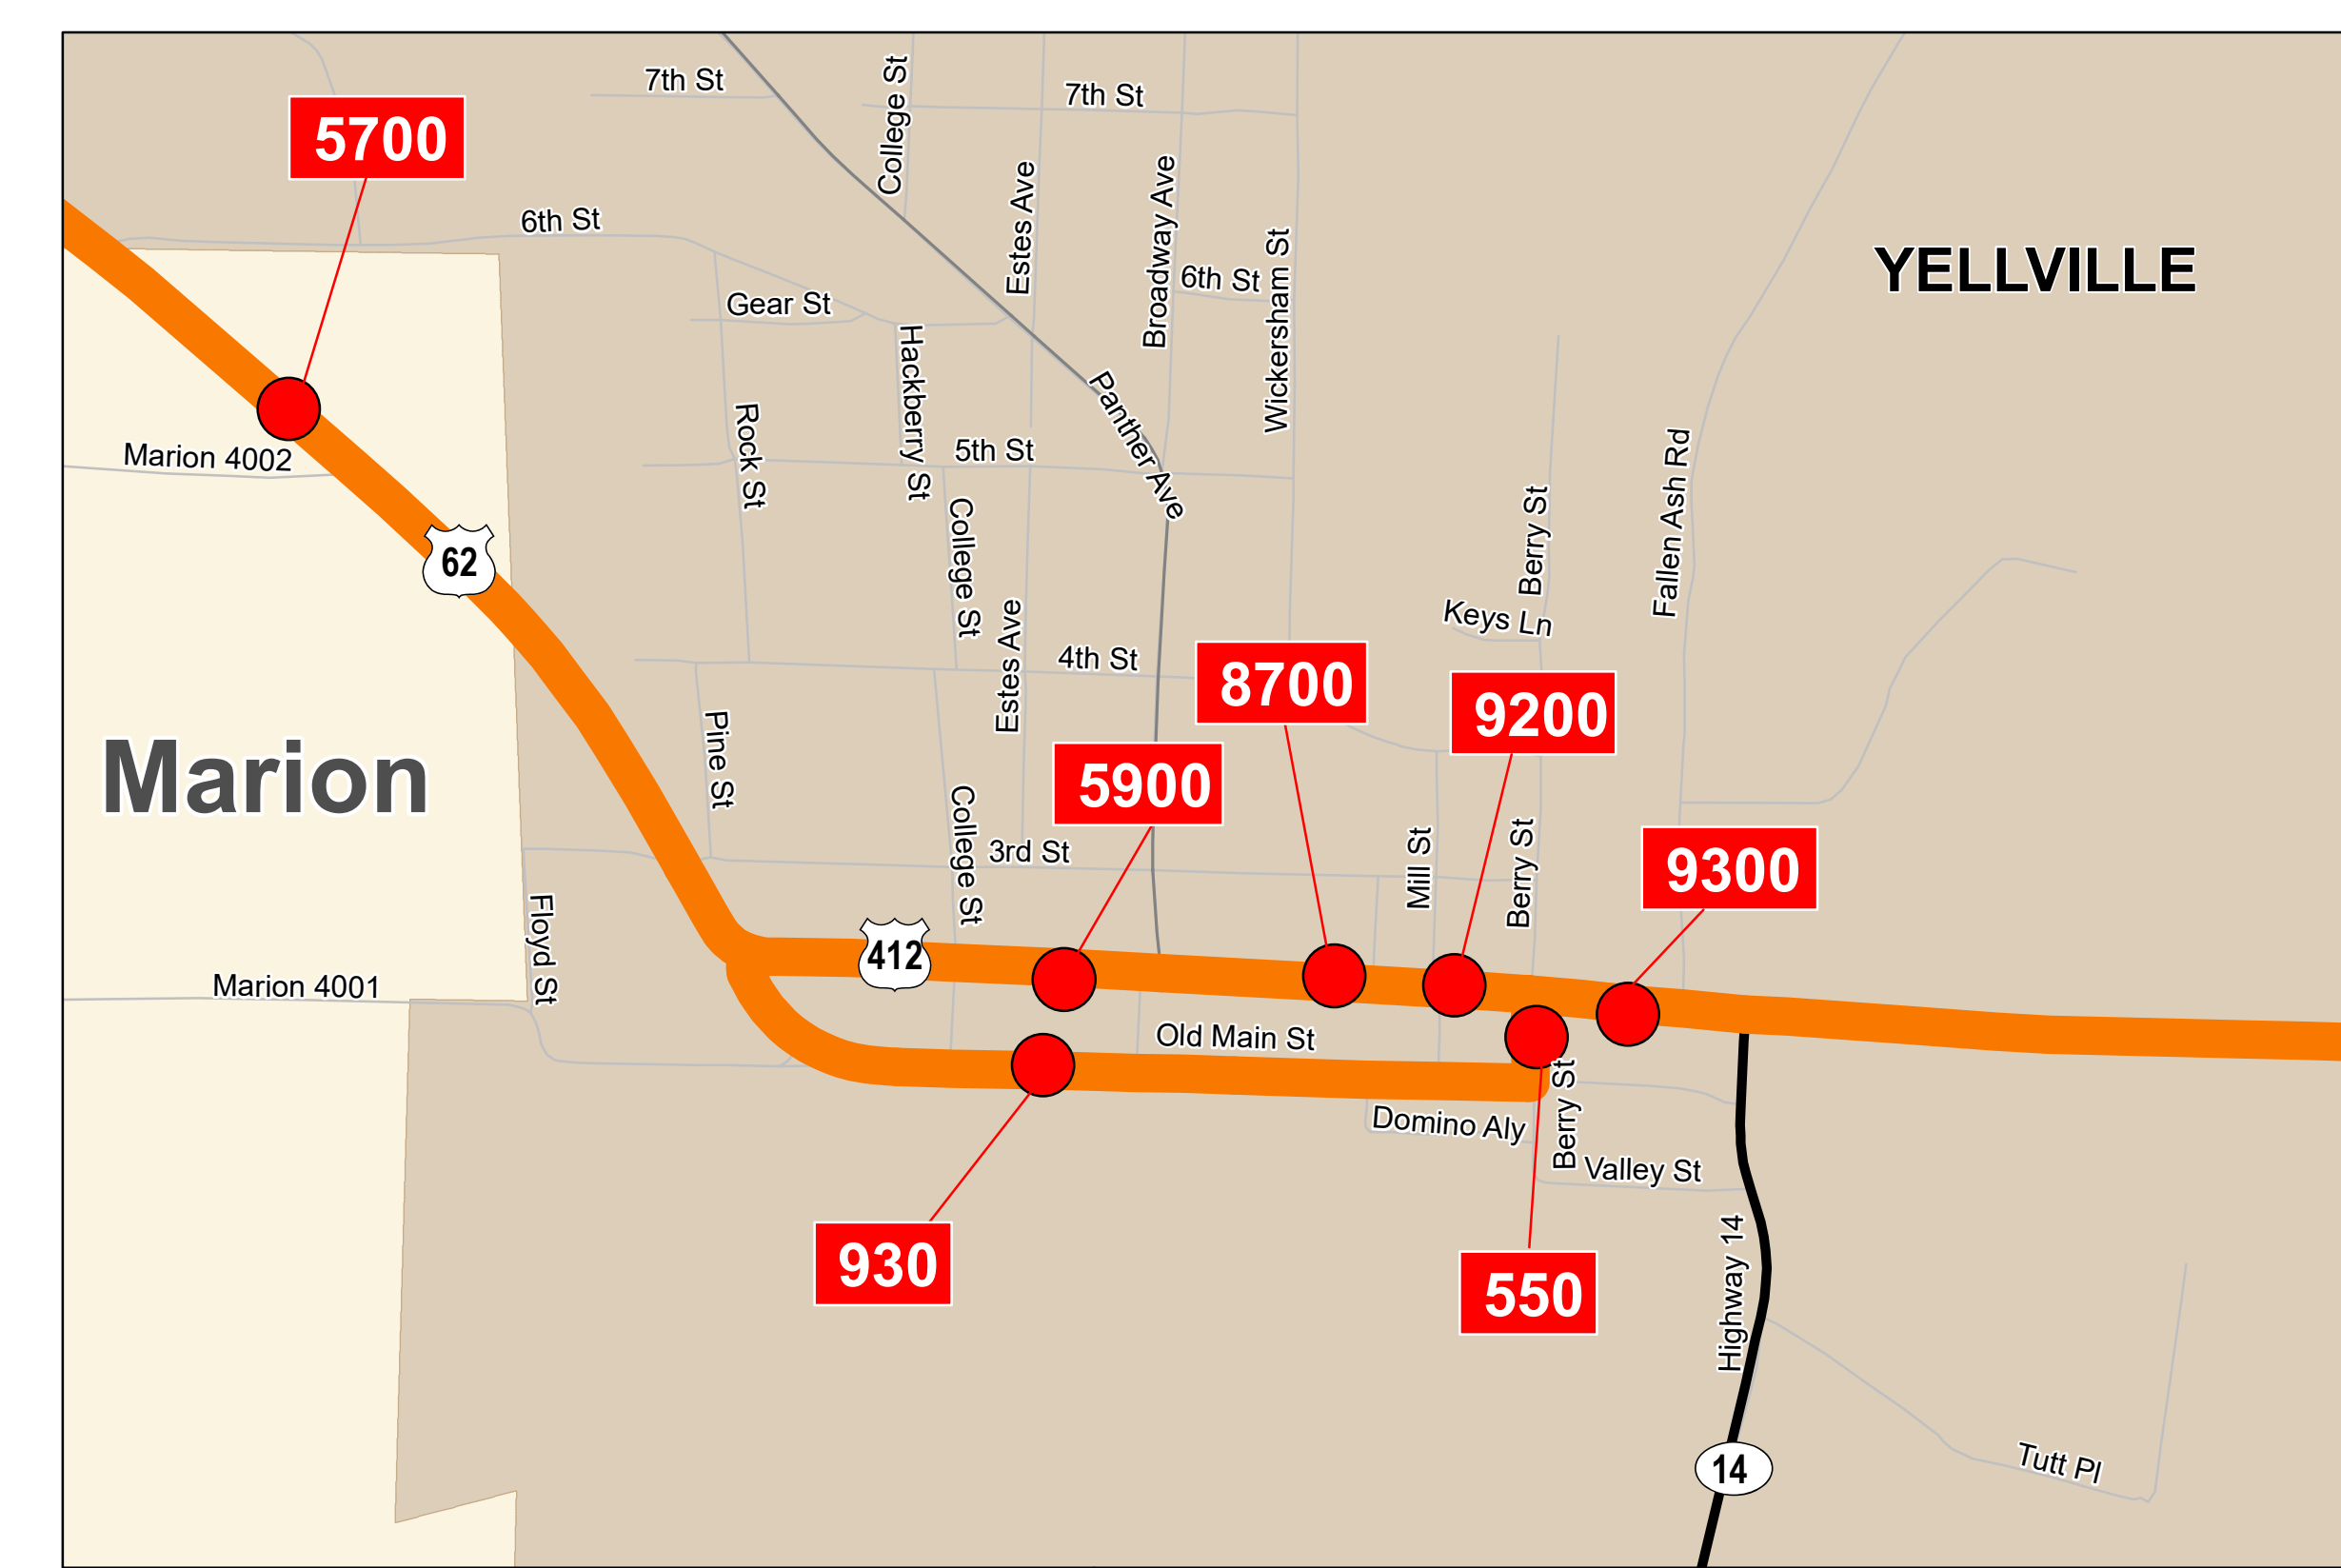 7th St
College St
7th St
5700
Estes Ave
Broadway Ave
6th St
Wickersham St
6th St
YELLVILLE
Gear St
Hackberry St
Panther Ave
Rock St
Marion 4002
5th St
Fallen Ash Rd
62
College St
Berry St
Keys Ln
Estes Ave
4th St
8700
9200
Marion
Pine St
5900
College St
3rd St
Mill St
Berry St
9300
Floyd St
412
Marion 4001
Old Main St
Berry St
Domino Aly
Valley St
930
550
Highway 14
14
Tutt Pl